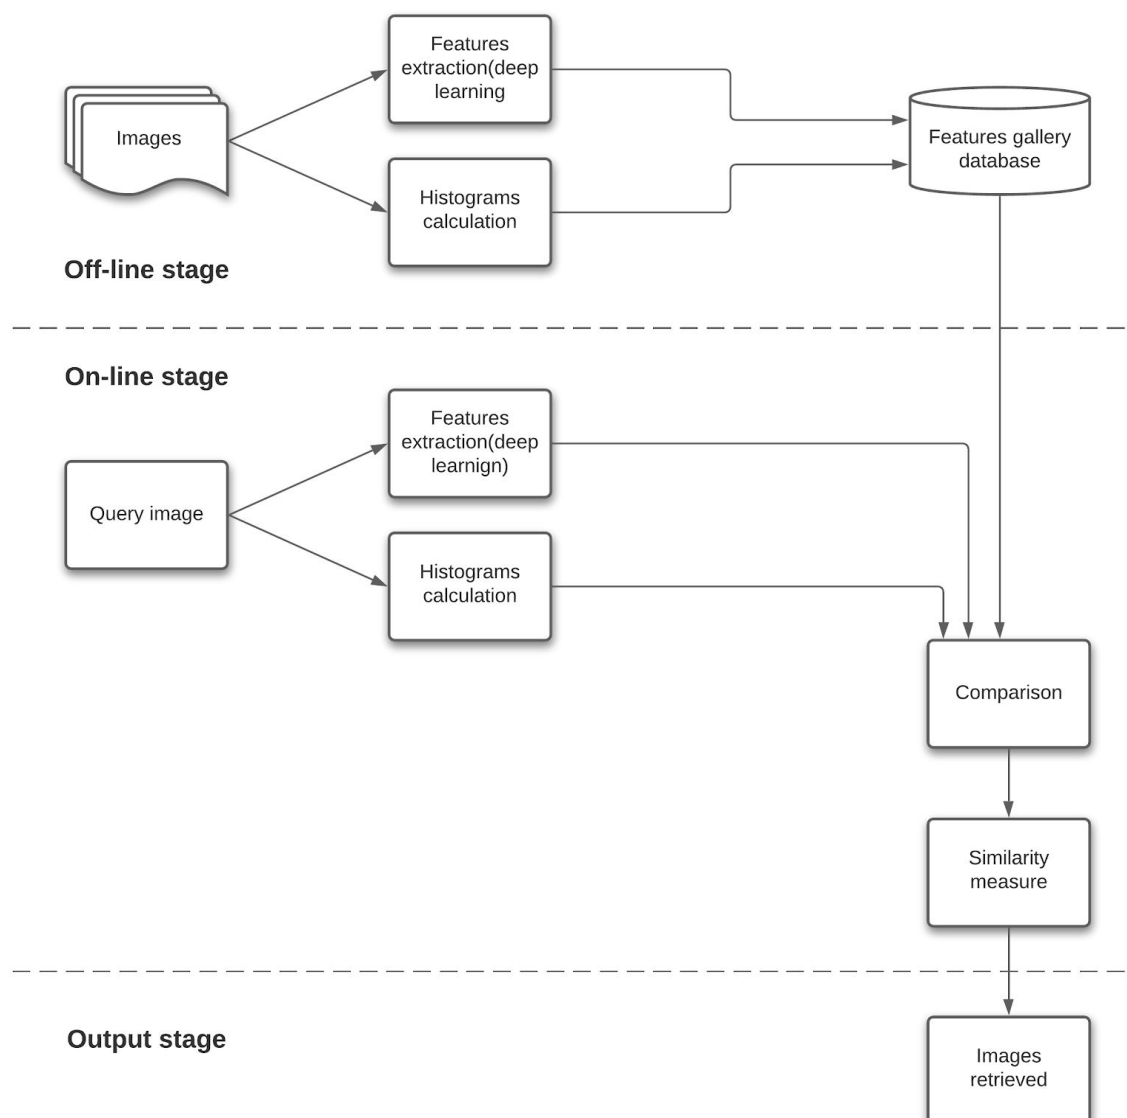 Features
extraction(deep
learning
Images
Features gallery
database
Histograms
calculation
Off-line stage
On-line stage
Features
extraction(deep
learnign)
Query image
Histograms
calculation
Comparison
Similarity
measure
Output stage
Images
retrieved